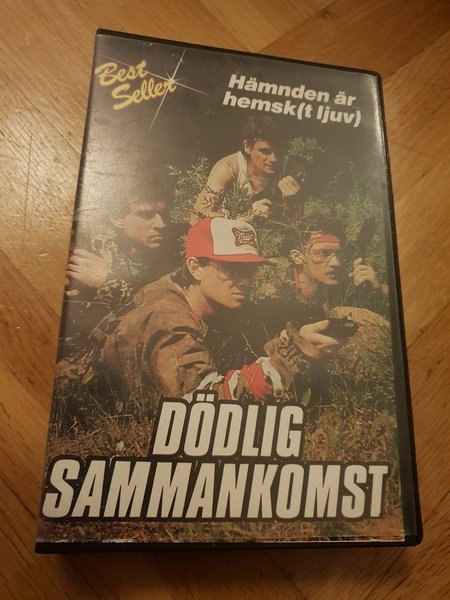 Best
Seller
Hämnden är
hemsk(t ljuv)
DÖDLIG
SAMMANKOMST